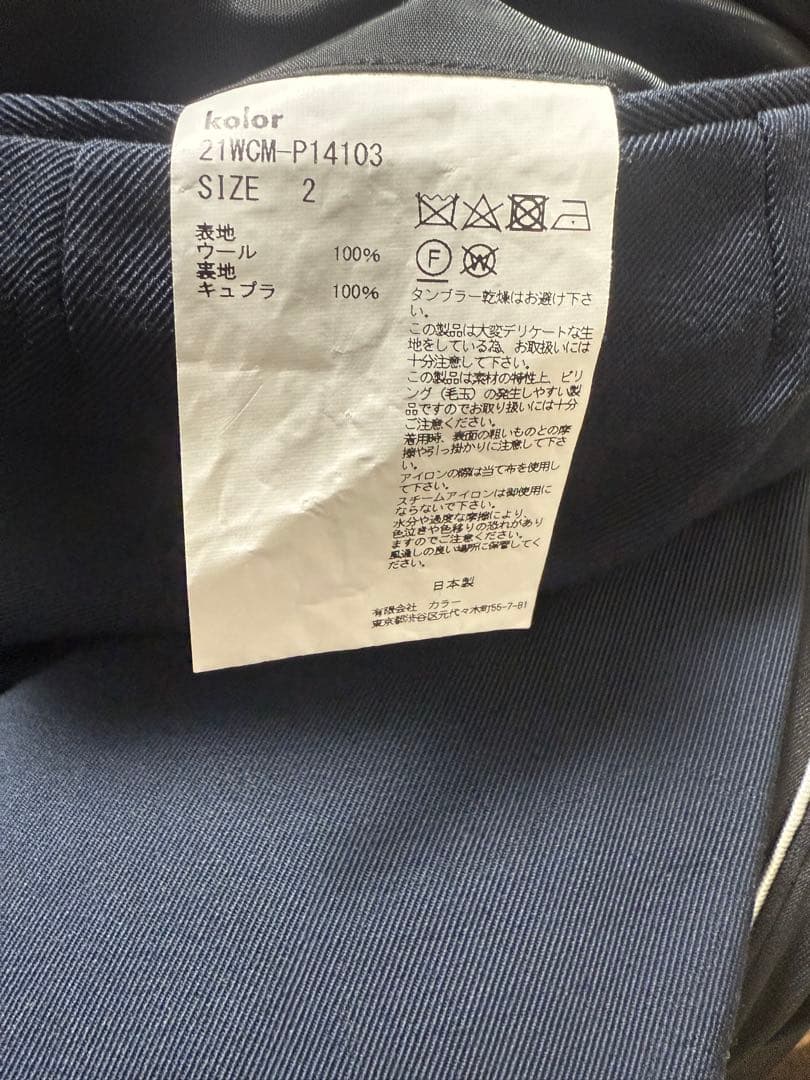 kolor
21WCM-P14103
SIZE 2
表地
ウール 100%
裏地
キュプラ 100%
F W
タンブラー乾燥はお避け下さ
い。
この製品は大変デリケートな生
地をしている為、お取扱いには
十分注意して下さい。
この製品は素材の特性上、ピリ
ング(毛玉)の発生しやすい製
品ですのでお取り扱いには十分
ご注意ください。
着用時、表面の粗いものとの摩
擦や引っ掛かりに注意して下さ
い。
アイロンの際は当て布を使用し
て下さい。
スチームアイロンは御使用に
ならないで下さい。
水分や過度な摩擦により、
色泣きや色移りの恐れがあり
ますのでご注意ください。
風通しの良い場所に保管してく
ださい。
日本製
有限会社 カラー
東京都渋谷区元代々木町55-7-B1